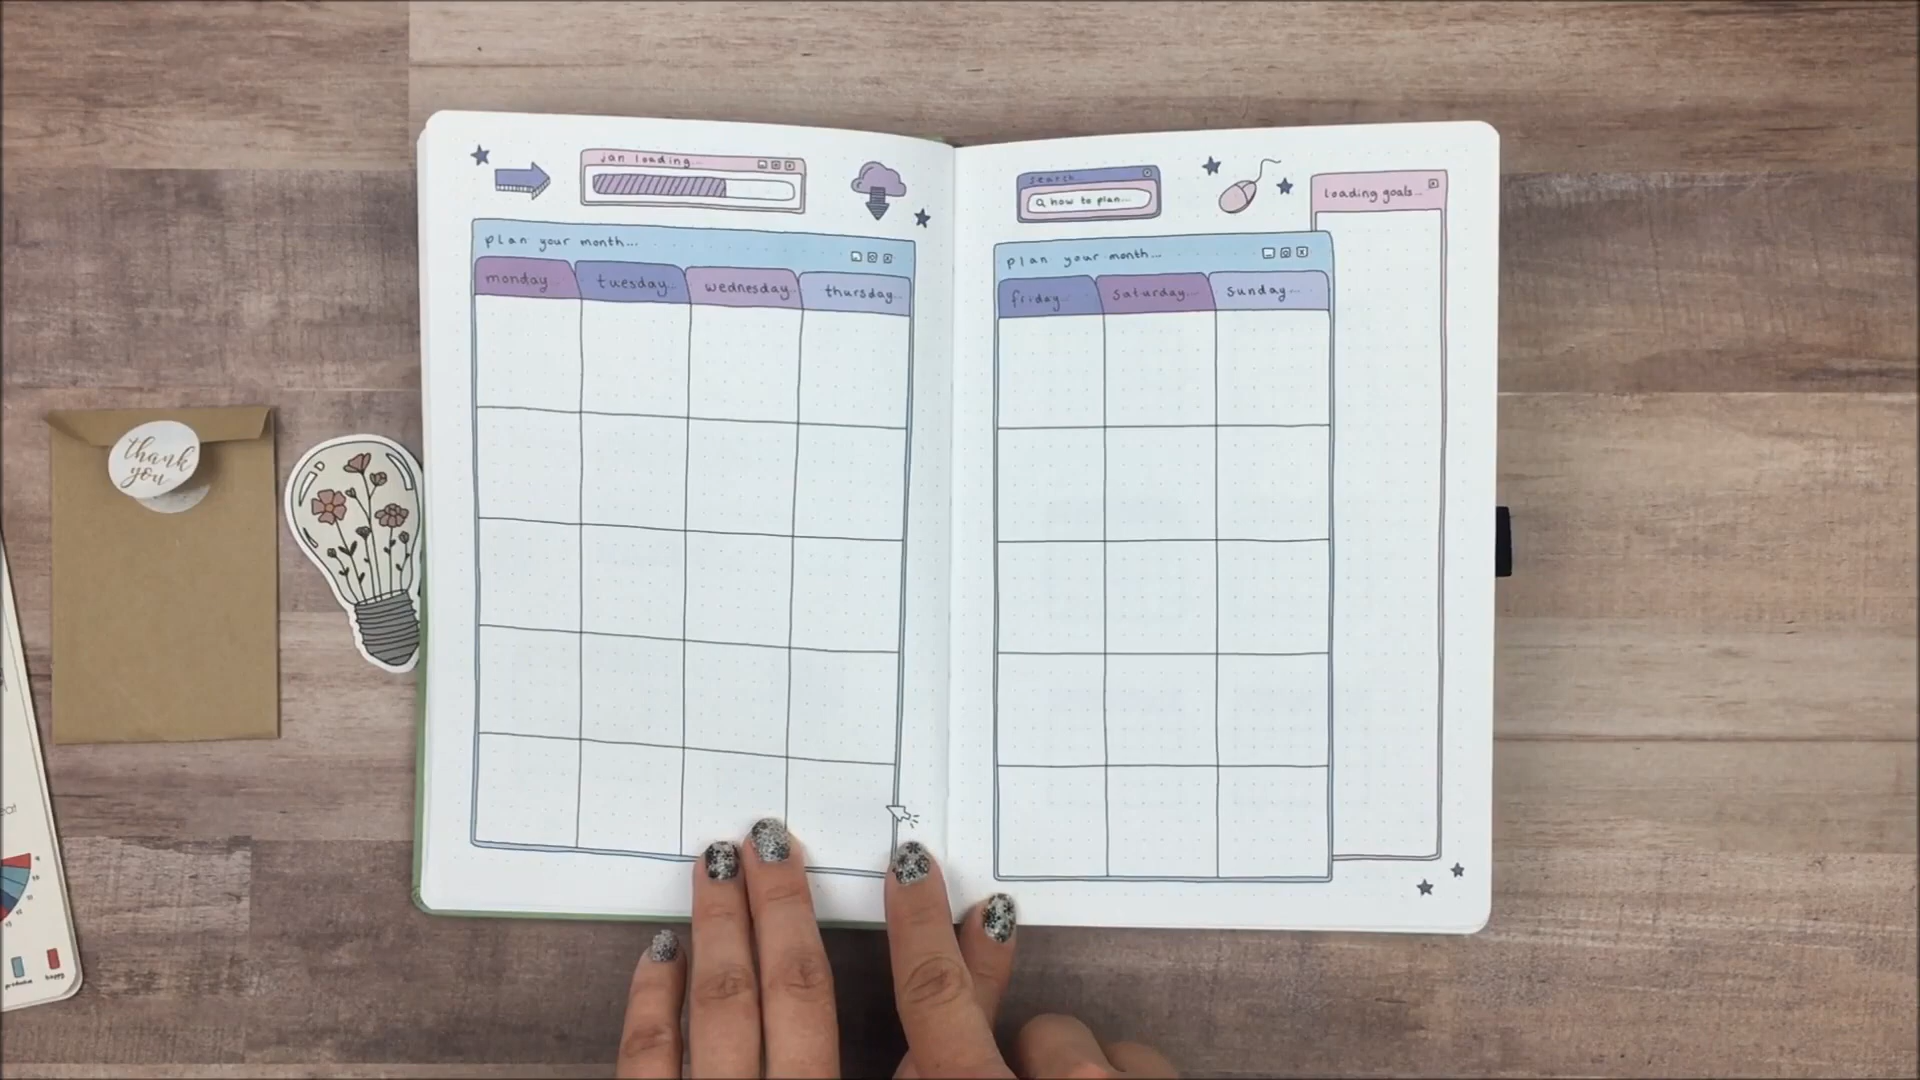 jan loading...
plan your month...
monday..
tuesday..
wednesday..
thursday..
search...
how to plan...
loading goals...
plan your month...
friday..
saturday...
sunday...
thank
you
happy